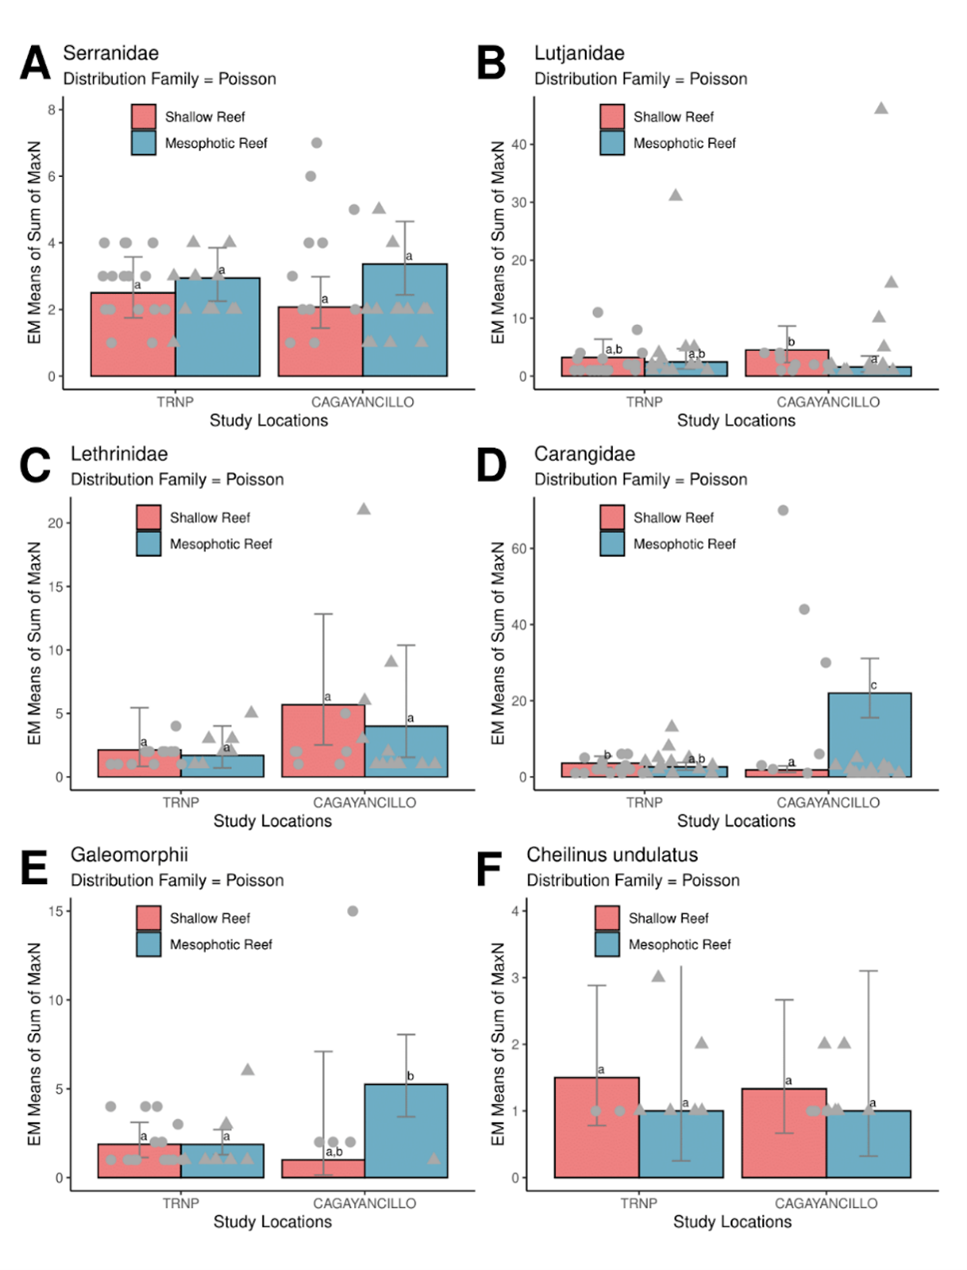 A
Serranidae
Distribution Family = Poisson
Shallow Reef
Mesophotic Reef
EM Means of Sum of MaxN
8
6
4
2
0
a
a
a
a
TRNP
CAGAYANCILLO
Study Locations
B
Lutjanidae
Distribution Family = Poisson
Shallow Reef
Mesophotic Reef
EM Means of Sum of MaxN
40
30
20
10
0
a,b
a,b
b
a
TRNP
CAGAYANCILLO
Study Locations
C
Lethrinidae
Distribution Family = Poisson
Shallow Reef
Mesophotic Reef
EM Means of Sum of MaxN
20
15
10
5
0
a
a
a
a
TRNP
CAGAYANCILLO
Study Locations
D
Carangidae
Distribution Family = Poisson
Shallow Reef
Mesophotic Reef
EM Means of Sum of MaxN
60
40
20
0
b
a,b
a
c
TRNP
CAGAYANCILLO
Study Locations
E
Galeomorphii
Distribution Family = Poisson
Shallow Reef
Mesophotic Reef
EM Means of Sum of MaxN
15
10
5
0
a
a
a,b
b
TRNP
CAGAYANCILLO
Study Locations
F
Cheilinus undulatus
Distribution Family = Poisson
Shallow Reef
Mesophotic Reef
EM Means of Sum of MaxN
4
3
2
1
0
a
a
a
a
TRNP
CAGAYANCILLO
Study Locations